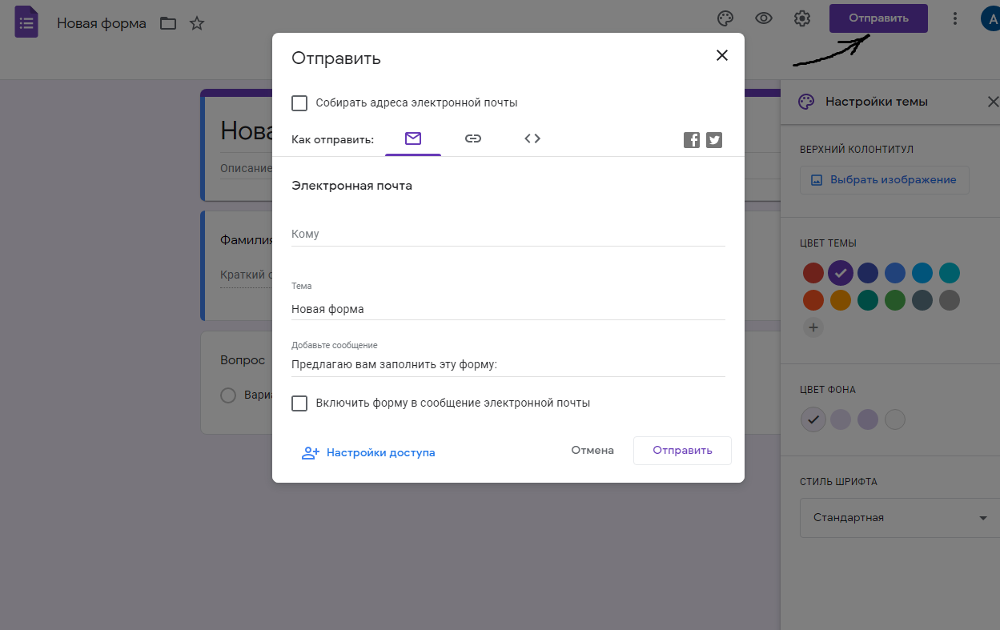 Новая форма
Отправить
A
Отправить
Собирать адреса электронной почты
Как отправить:
Электронная почта
Кому
Тема
Новая форма
Добавьте сообщение
Предлагаю вам заполнить эту форму:
Включить форму в сообщение электронной почты
Настройки доступа
Отмена
Отправить
Нова
Описание
Фамилия
Краткий о
Вопрос
Вариа
Настройки темы
ВЕРХНИЙ КОЛОНТИТУЛ
Выбрать изображение
ЦВЕТ ТЕМЫ
ЦВЕТ ФОНА
СТИЛЬ ШРИФТА
Стандартная